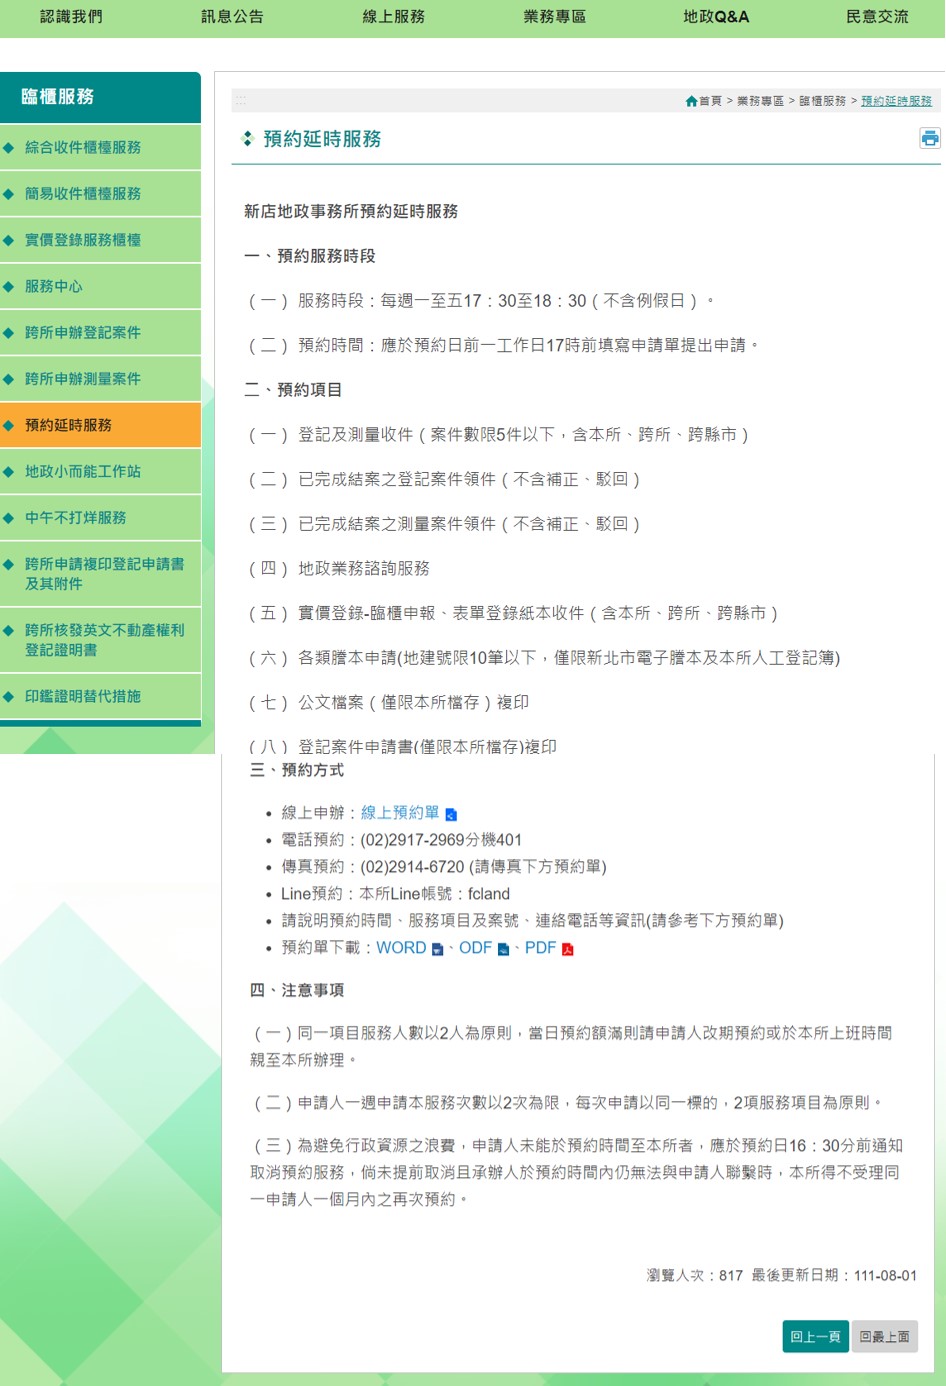 認識我們 訊息公告 線上服務 業務專區 地政Q&A 民意交流
臨櫃服務
綜合收件櫃檯服務
簡易收件櫃檯服務
實價登錄服務櫃檯
服務中心
跨所申辦登記案件
跨所申辦測量案件
預約延時服務
地政小而能工作站
中午不打烊服務
跨所申請複印登記申請書
及其附件
跨所核發英文不動產權利
登記證明書
印鑑證明替代措施
:::
首頁 > 業務專區 > 臨櫃服務 > 預約延時服務
預約延時服務
新店地政事務所預約延時服務
一、預約服務時段
（一） 服務時段：每週一至五17：30至18：30（不含例假日）。
（二） 預約時間：應於預約日前一工作日17時前填寫申請單提出申請。
二、預約項目
（一） 登記及測量收件（案件數限5件以下，含本所、跨所、跨縣市）
（二） 已完成結案之登記案件領件（不含補正、駁回）
（三） 已完成結案之測量案件領件（不含補正、駁回）
（四） 地政業務諮詢服務
（五） 實價登錄-臨櫃申報、表單登錄紙本收件（含本所、跨所、跨縣市）
（六） 各類謄本申請(地建號限10筆以下，僅限新北市電子謄本及本所人工登記簿)
（七） 公文檔案（僅限本所檔存）複印
（八） 登記案件申請書(僅限本所檔存)複印
三、預約方式
線上申辦：線上預約單
電話預約：(02)2917-2969分機401
傳真預約：(02)2914-6720 (請傳真下方預約單)
Line預約：本所Line帳號：fcland
請說明預約時間、服務項目及案號、連絡電話等資訊(請參考下方預約單)
預約單下載：WORD、ODF、PDF
四、注意事項
（一）同一項目服務人數以2人為原則，當日預約額滿則請申請人改期預約或於本所上班時間
親至本所辦理。
（二）申請人一週申請本服務次數以2次為限，每次申請以同一標的，2項服務項目為原則。
（三）為避免行政資源之浪費，申請人未能於預約時間至本所者，應於預約日16：30分前通知
取消預約服務，倘未提前取消且承辦人於預約時間內仍無法與申請人聯繫時，本所得不受理同
一申請人一個月內之再次預約。
瀏覽人次：817 最後更新日期：111-08-01
回上一頁 回最上面